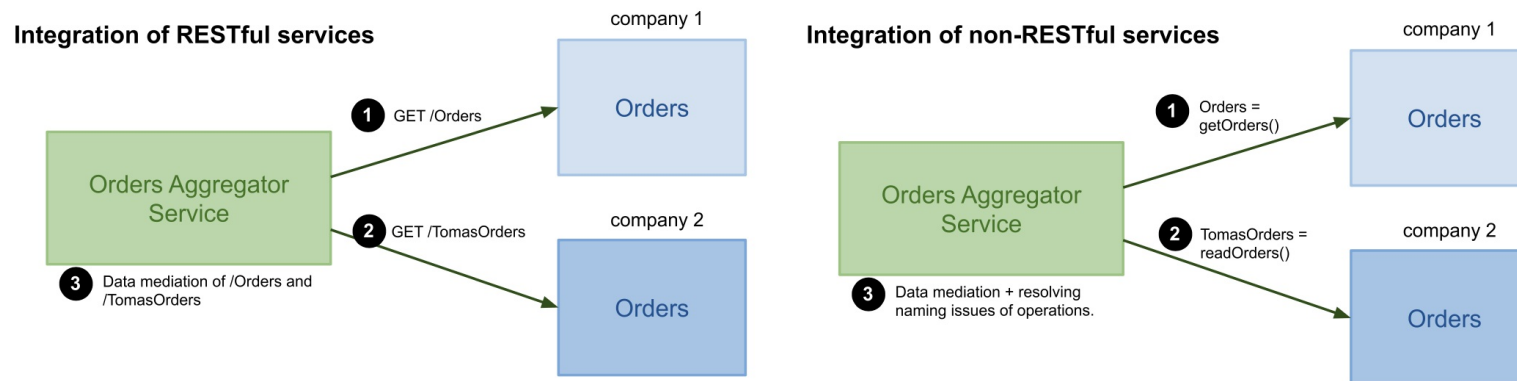 Integration of RESTful services
company 1
Orders
1 GET /Orders
Orders Aggregator
Service
2 GET /TomasOrders
company 2
Orders
3 Data mediation of /Orders and
/TomasOrders
Integration of non-RESTful services
company 1
Orders
1 Orders =
getOrders()
Orders Aggregator
Service
2 TomasOrders =
readOrders()
company 2
Orders
3 Data mediation + resolving
naming issues of operations.